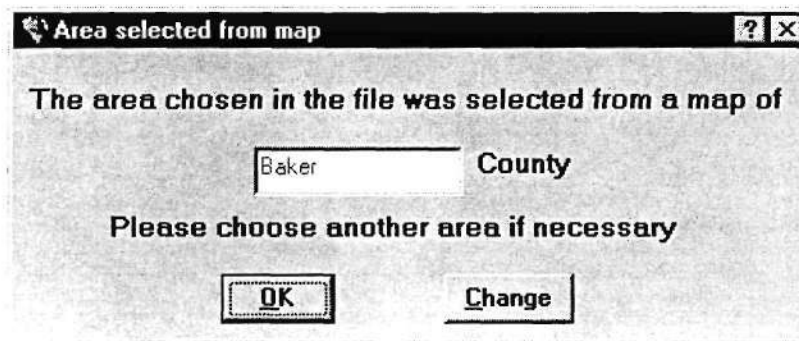 Area selected from map
The area chosen in the file was selected from a map of
Baker County
Please choose another area if necessary
OK Change